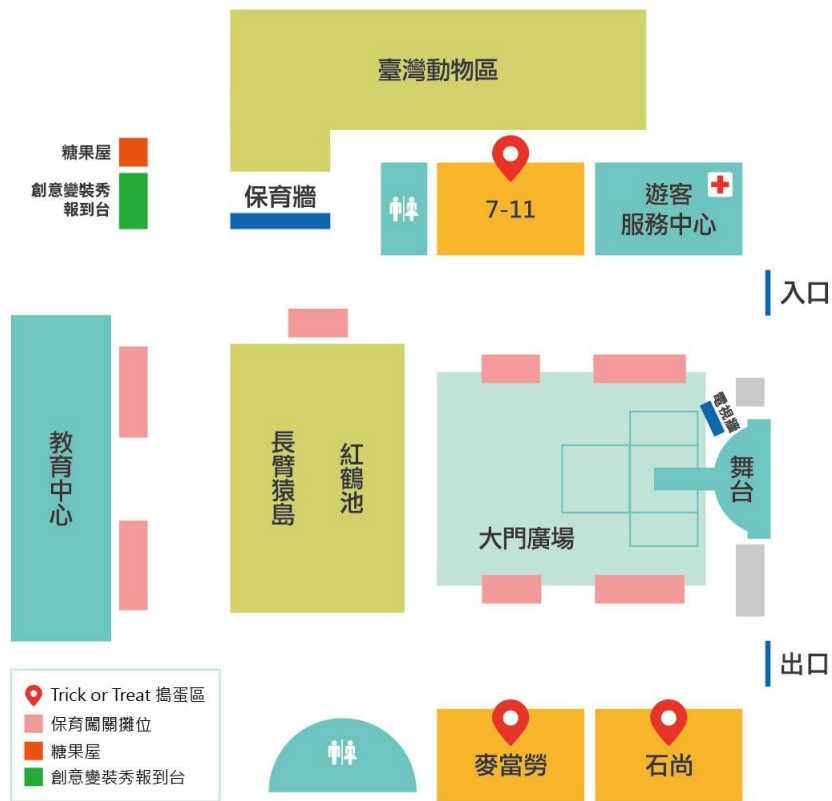 臺灣動物區
糖果屋
創意變裝秀
報到台
保育牆
7-11
遊客
服務中心
入口
教育中心
長臂猿島
紅鶴池
電視牆
舞台
大門廣場
出口
Trick or Treat 搗蛋區
保育闖關攤位
糖果屋
創意變裝秀報到台
麥當勞
石尚